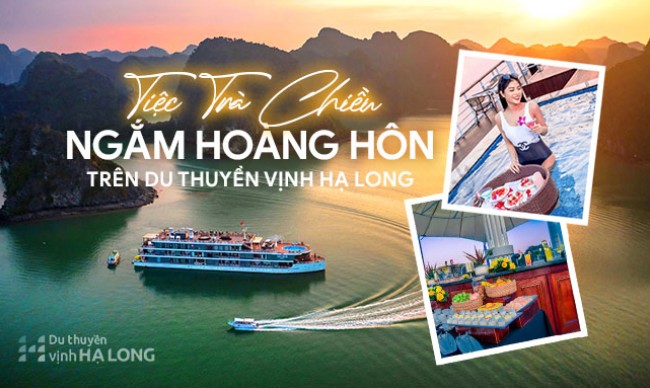 Tiệc Trà Chiều
NGẮM HOÀNG HÔN
TRÊN DU THUYỀN VỊNH HẠ LONG
Du thuyền
vịnh HẠ LONG